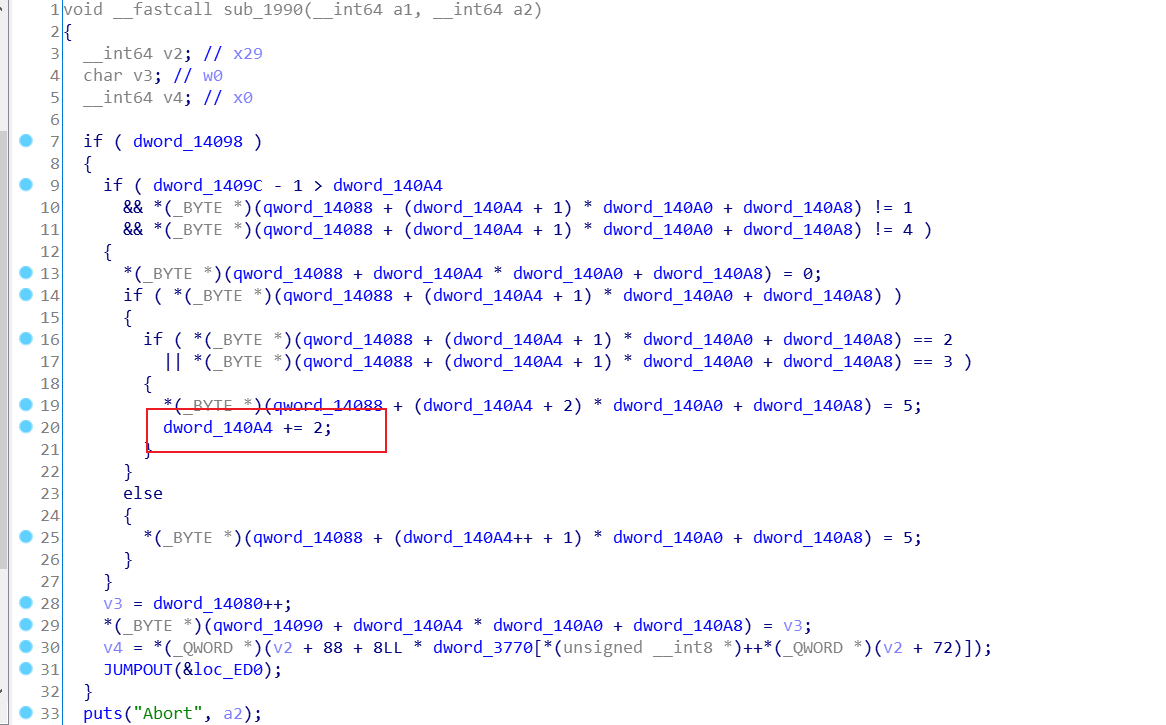 1 void __fastcall sub_1990(__int64 a1, __int64 a2)
2 {
3 __int64 v2; // x29
4 char v3; // w0
5 __int64 v4; // x0
6
7 if ( dword_14098 )
8 {
9 if ( dword_1409C - 1 > dword_140A4
10 && *(_BYTE *)(qword_14088 + (dword_140A4 + 1) * dword_140A0 + dword_140A8) != 1
11 && *(_BYTE *)(qword_14088 + (dword_140A4 + 1) * dword_140A0 + dword_140A8) != 4 )
12 {
13 *(_BYTE *)(qword_14088 + dword_140A4 * dword_140A0 + dword_140A8) = 0;
14 if ( *(_BYTE *)(qword_14088 + (dword_140A4 + 1) * dword_140A0 + dword_140A8) )
15 {
16 if ( *(_BYTE *)(qword_14088 + (dword_140A4 + 1) * dword_140A0 + dword_140A8) == 2
17 || *(_BYTE *)(qword_14088 + (dword_140A4 + 1) * dword_140A0 + dword_140A8) == 3 )
18 {
19 *(_BYTE *)(qword_14088 + (dword_140A4 + 2) * dword_140A0 + dword_140A8) = 5;
20 dword_140A4 += 2;
21 }
22 }
23 else
24 {
25 *(_BYTE *)(qword_14088 + (dword_140A4++ + 1) * dword_140A0 + dword_140A8) = 5;
26 }
27 }
28 v3 = dword_14080++;
29 *(_BYTE *)(qword_14090 + dword_140A4 * dword_140A0 + dword_140A8) = v3;
30 v4 = *(_QWORD *)(v2 + 88 + 8LL * dword_3770[*(unsigned __int8 *)++*(_QWORD *)(v2 + 72)]);
31 JUMPOUT(&loc_ED0);
32 }
33 puts("Abort", a2);